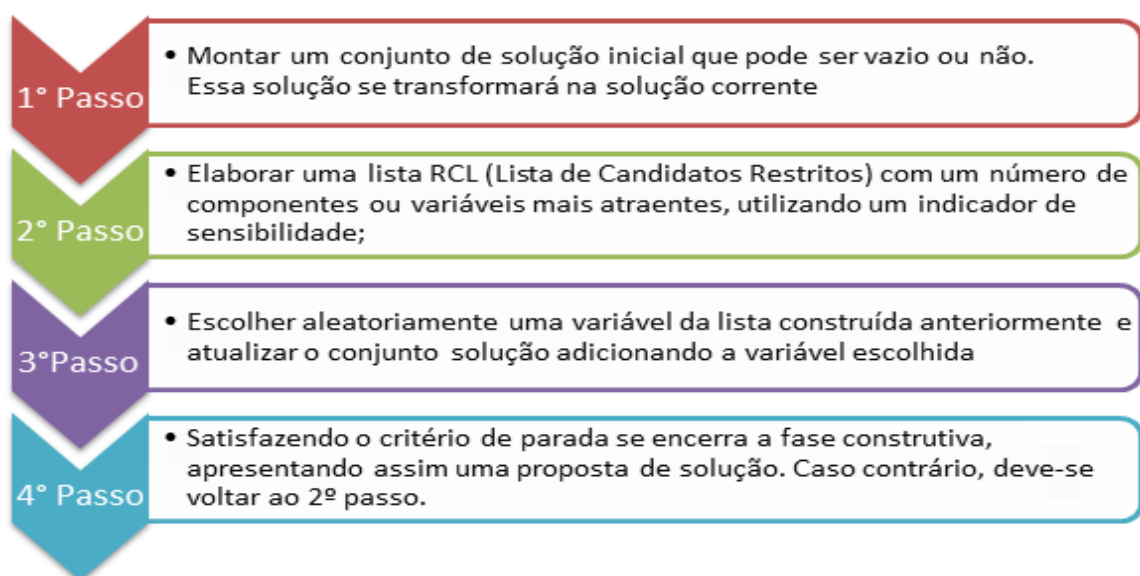 1° Passo
• Montar um conjunto de solução inicial que pode ser vazio ou não.
Essa solução se transformará na solução corrente
2° Passo
• Elaborar uma lista RCL (Lista de Candidatos Restritos) com um número de
componentes ou variáveis mais atraentes, utilizando um indicador de
sensibilidade;
3°Passo
• Escolher aleatoriamente uma variável da lista construída anteriormente e
atualizar o conjunto solução adicionando a variável escolhida
4° Passo
• Satisfazendo o critério de parada se encerra a fase construtiva,
apresentando assim uma proposta de solução. Caso contrário, deve-se
voltar ao 2º passo.